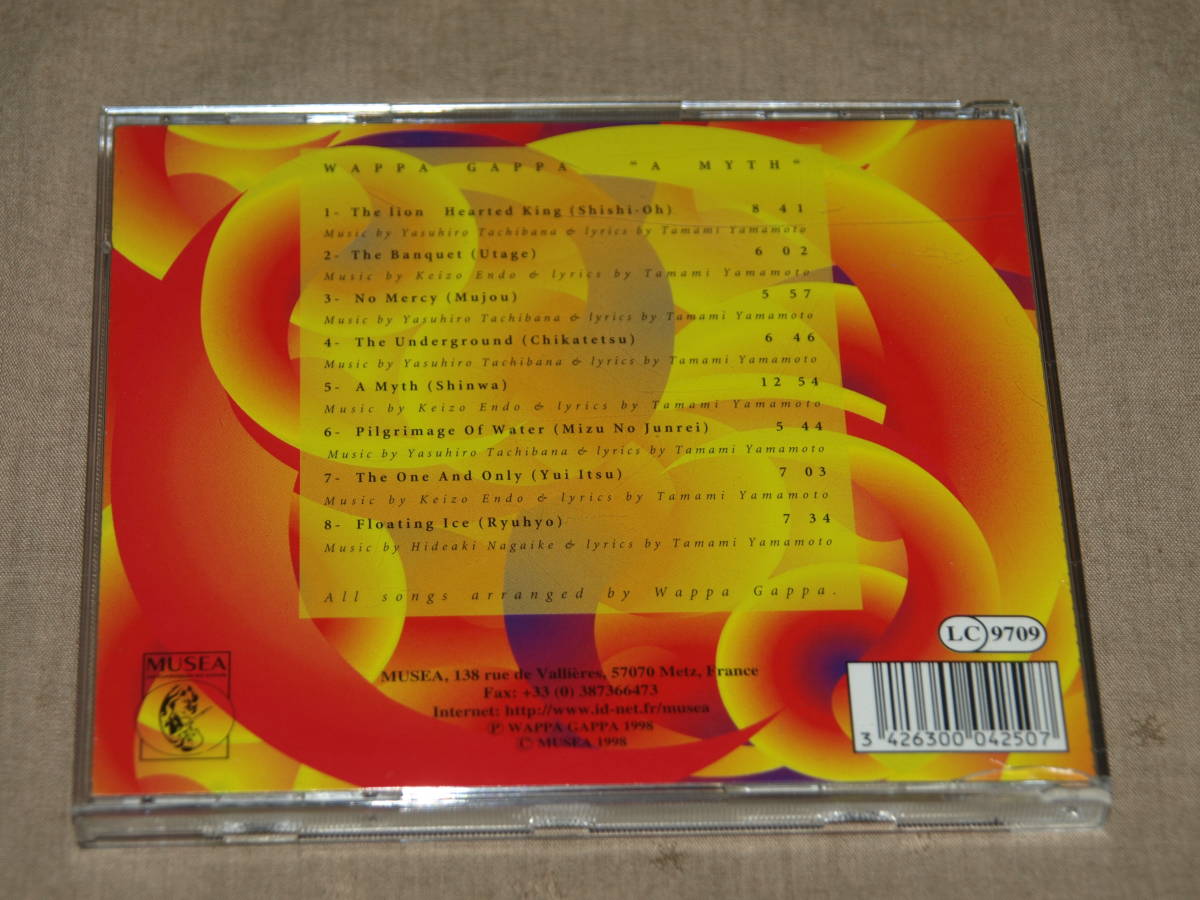 WAPPA GAPPA "A MYTH"
1- The lion Hearted King (Shishi-Oh) 8 41
Music by Yasuhiro Tachibana & lyrics by Tamami Yamamoto
2- The Banquet (Utage) 6 02
Music by Keizo Endo & lyrics by Tamami Yamamoto
3- No Mercy (Mujou) 5 57
Music by Yasuhiro Tachibana & lyrics by Tamami Yamamoto
4- The Underground (Chikatetsu) 6 46
Music by Yasuhiro Tachibana & lyrics by Tamami Yamamoto
5- A Myth (Shinwa) 12 54
Music by Keizo Endo & lyrics by Tamami Yamamoto
6- Pilgrimage Of Water (Mizu No Junrei) 5 44
Music by Yasuhiro Tachibana & lyrics by Tamami Yamamoto
7- The One And Only (Yui Itsu) 7 03
Music by Keizo Endo & lyrics by Tamami Yamamoto
8- Floating Ice (Ryuhyo) 7 34
Music by Hideaki Nagaike & lyrics by Tamami Yamamoto
All songs arranged by Wappa Gappa.
LC 9709
MUSEA
MUSEA, 138 rue de Vallières, 57070 Metz, France
Fax: +33 (0) 387366473
Internet: http://www.id-net.fr/musea
℗ WAPPA GAPPA 1998
© MUSEA 1998
3 426300 042507